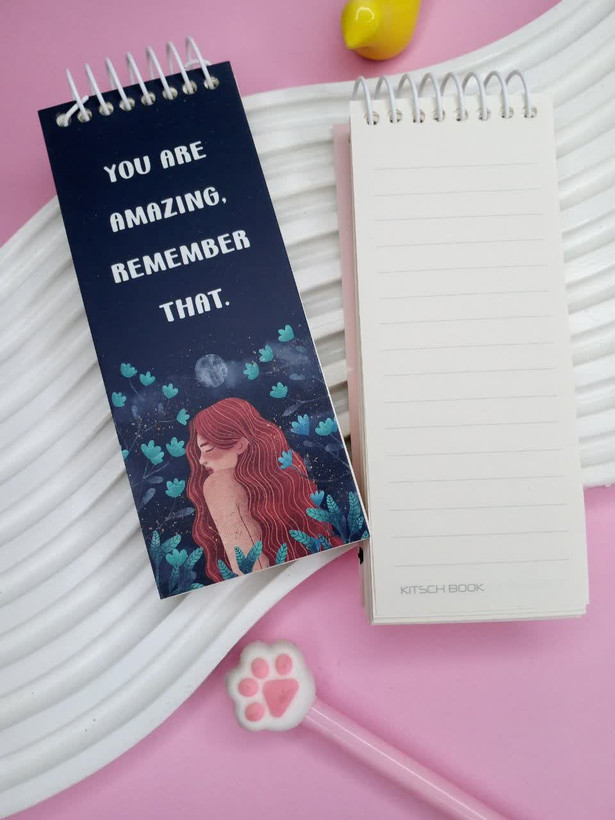 YOU ARE
AMAZING,
REMEMBER
THAT.
KITSCH BOOK